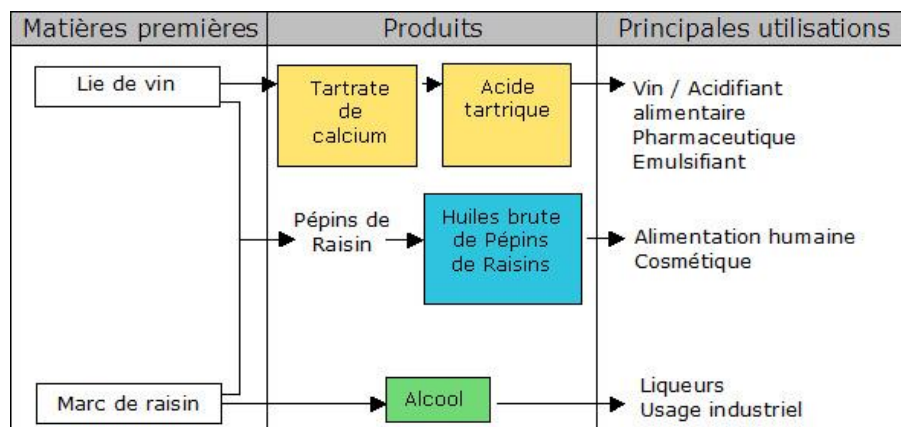 Matières premières
Produits
Principales utilisations
Lie de vin
Tartrate
de
calcium
Acide
tartrique
Vin / Acidifiant
alimentaire
Pharmaceutique
Emulsifiant
Pépins de
Raisin
Huiles brute
de Pépins
de Raisins
Alimentation humaine
Cosmétique
Marc de raisin
Alcool
Liqueurs
Usage industriel